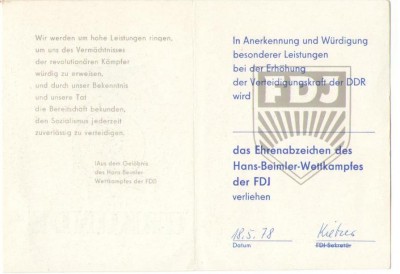 Wir werden um hohe Leistungen ringen,
um uns des Vermächtnisses
der revolutionären Kämpfer
würdig zu erweisen,
und durch unser Bekenntnis
und unsere Tat
die Bereitschaft bekunden,
den Sozialismus jederzeit
zuverlässig zu verteidigen.
(Aus dem Gelöbnis
des Hans-Beimler-
Wettkampfes der FDJ)
In Anerkennung und Würdigung
besonderer Leistungen
bei der Erhöhung
der Verteidigungskraft der DDR
wird
FDJ
das Ehrenabzeichen des
Hans-Beimler-Wettkampfes
der FDJ
verliehen
18.5.78
Datum
FDJ-Sekretär